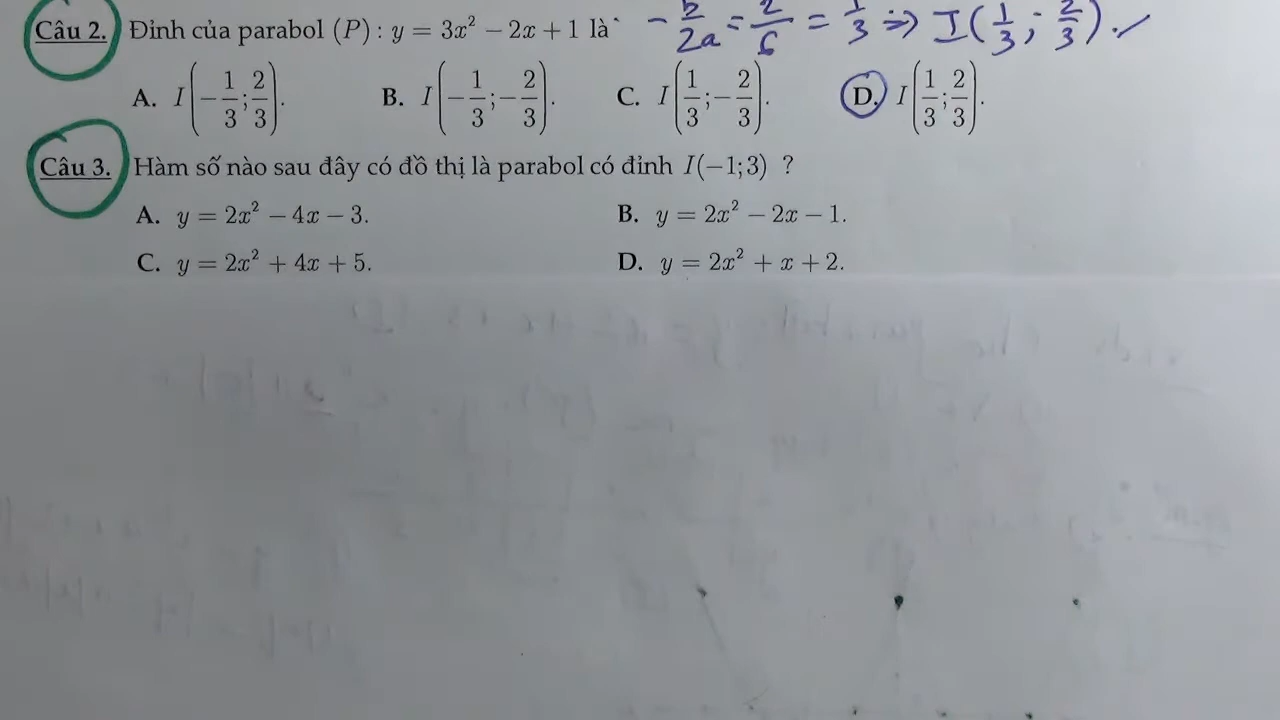 Câu 2. Đỉnh của parabol (P) : y = 3x² − 2x + 1 là − b/2a = 2/6 = 1/3 ⇒ I(1/3; 2/3).
A. I(−1/3; 2/3). B. I(−1/3; −2/3). C. I(1/3; −2/3). D. I(1/3; 2/3).
Câu 3. Hàm số nào sau đây có đồ thị là parabol có đỉnh I(−1;3) ?
A. y = 2x² − 4x − 3. B. y = 2x² − 2x − 1.
C. y = 2x² + 4x + 5. D. y = 2x² + x + 2.